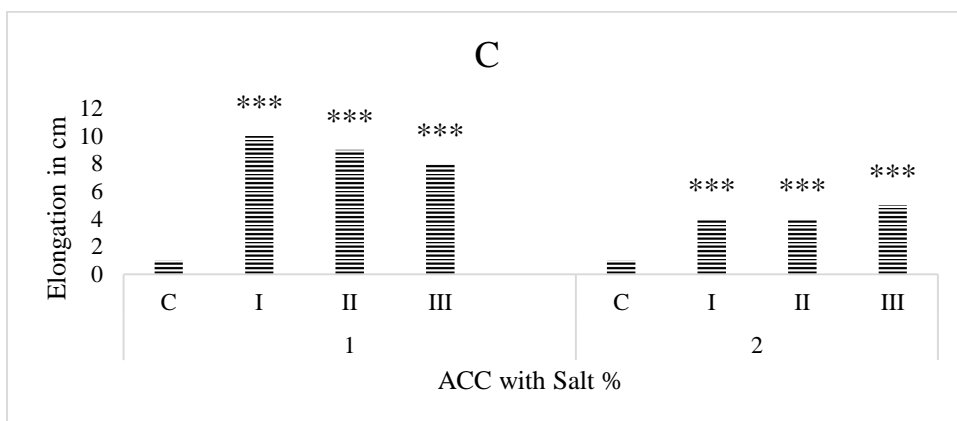 C
Elongation in cm
12
10
8
6
4
2
0
*** *** *** *** *** ***
C I II III C I II III
1 2
ACC with Salt %